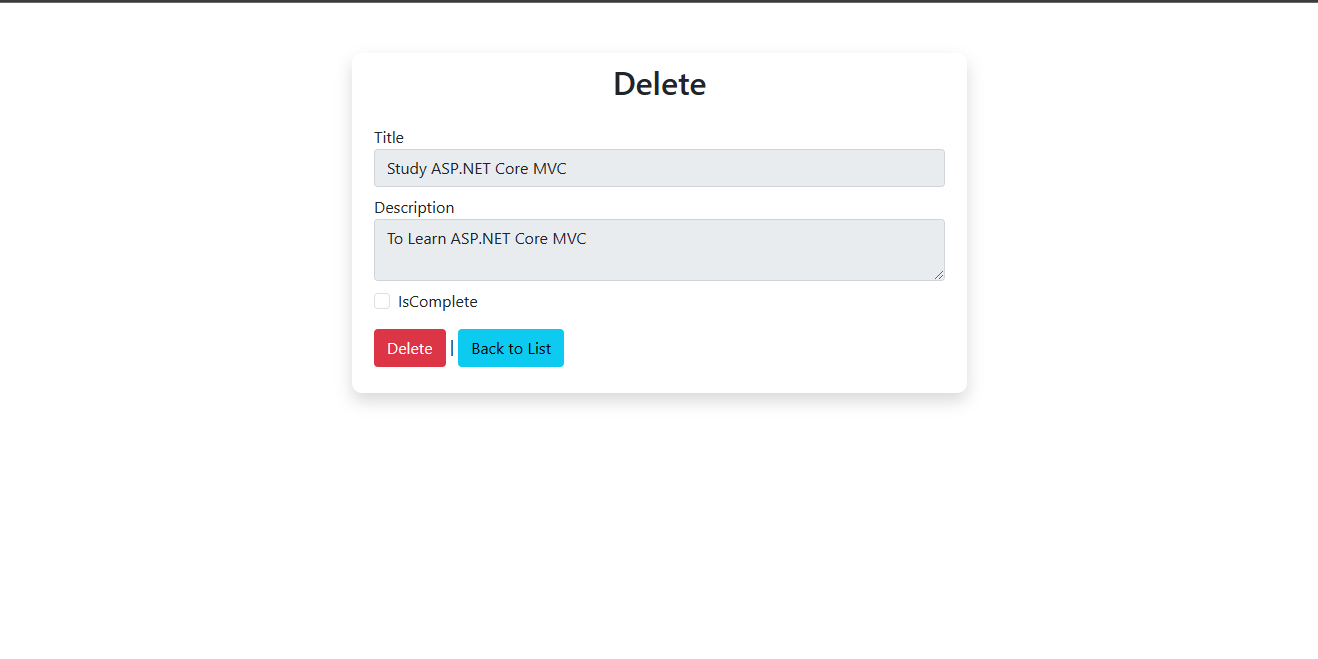 Delete
Title
Study ASP.NET Core MVC
Description
To Learn ASP.NET Core MVC
IsComplete
Delete | Back to List